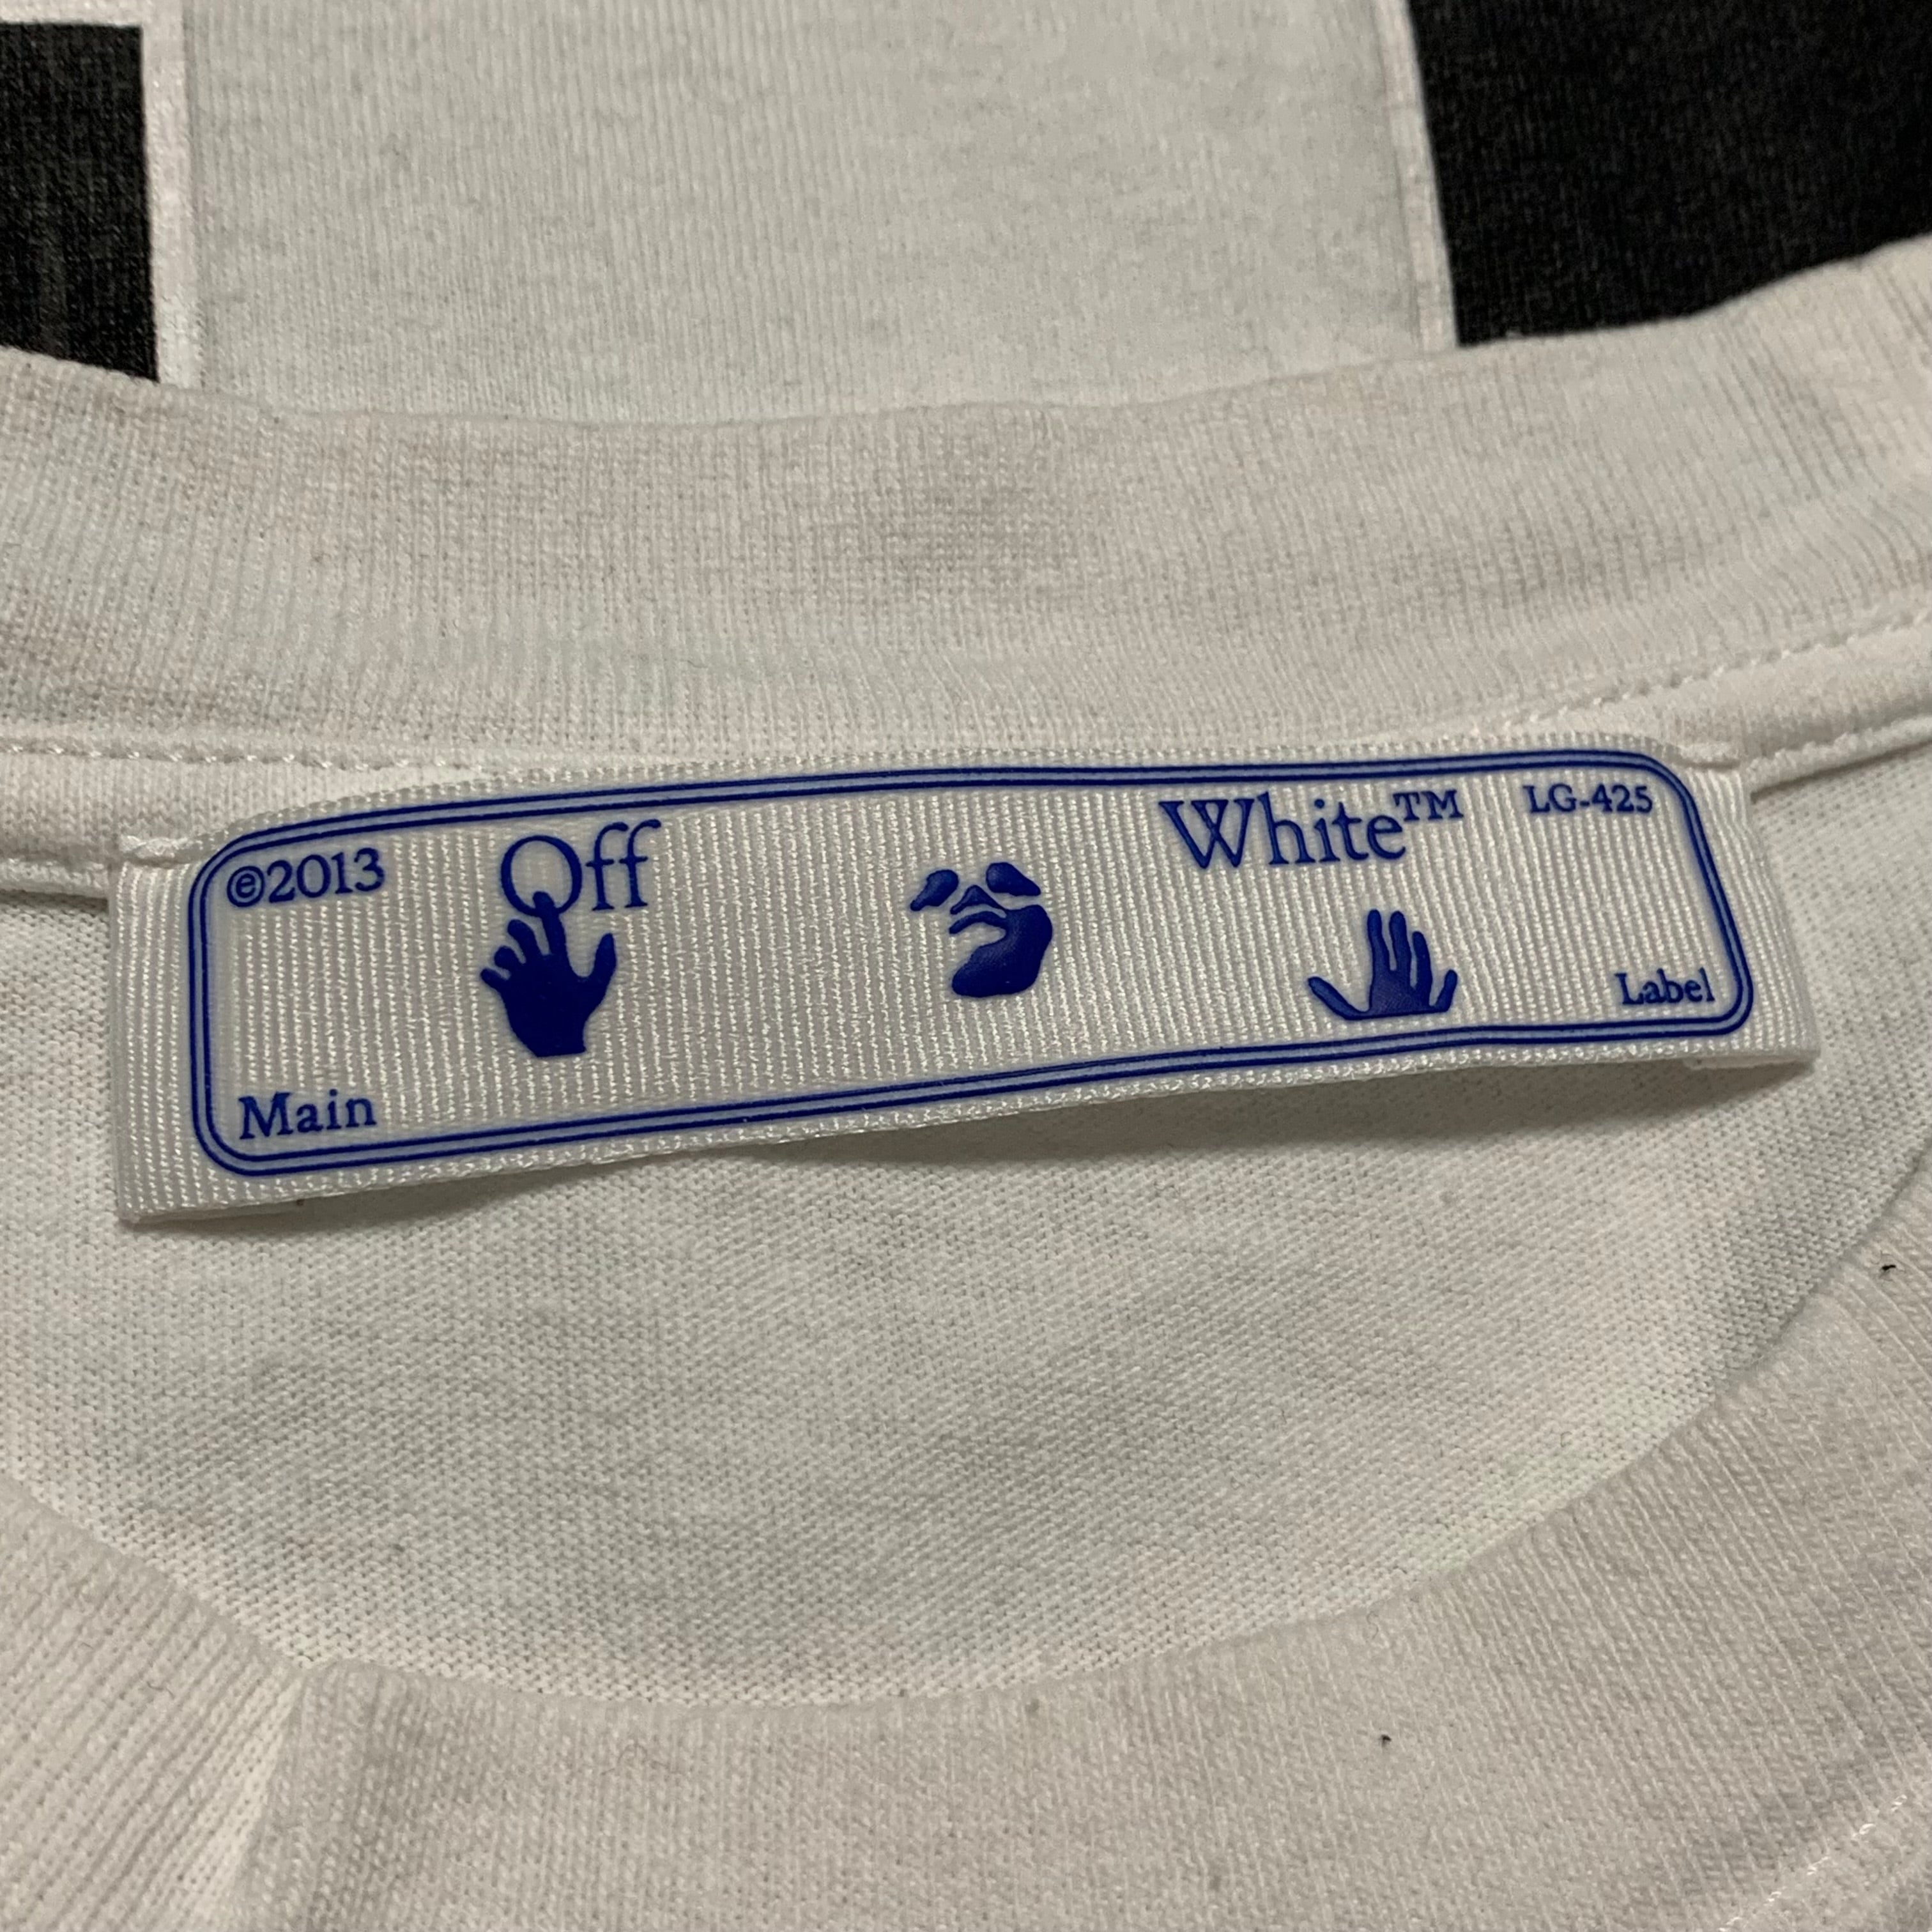 ©2013
Off
White™
LG-425
Main
Label